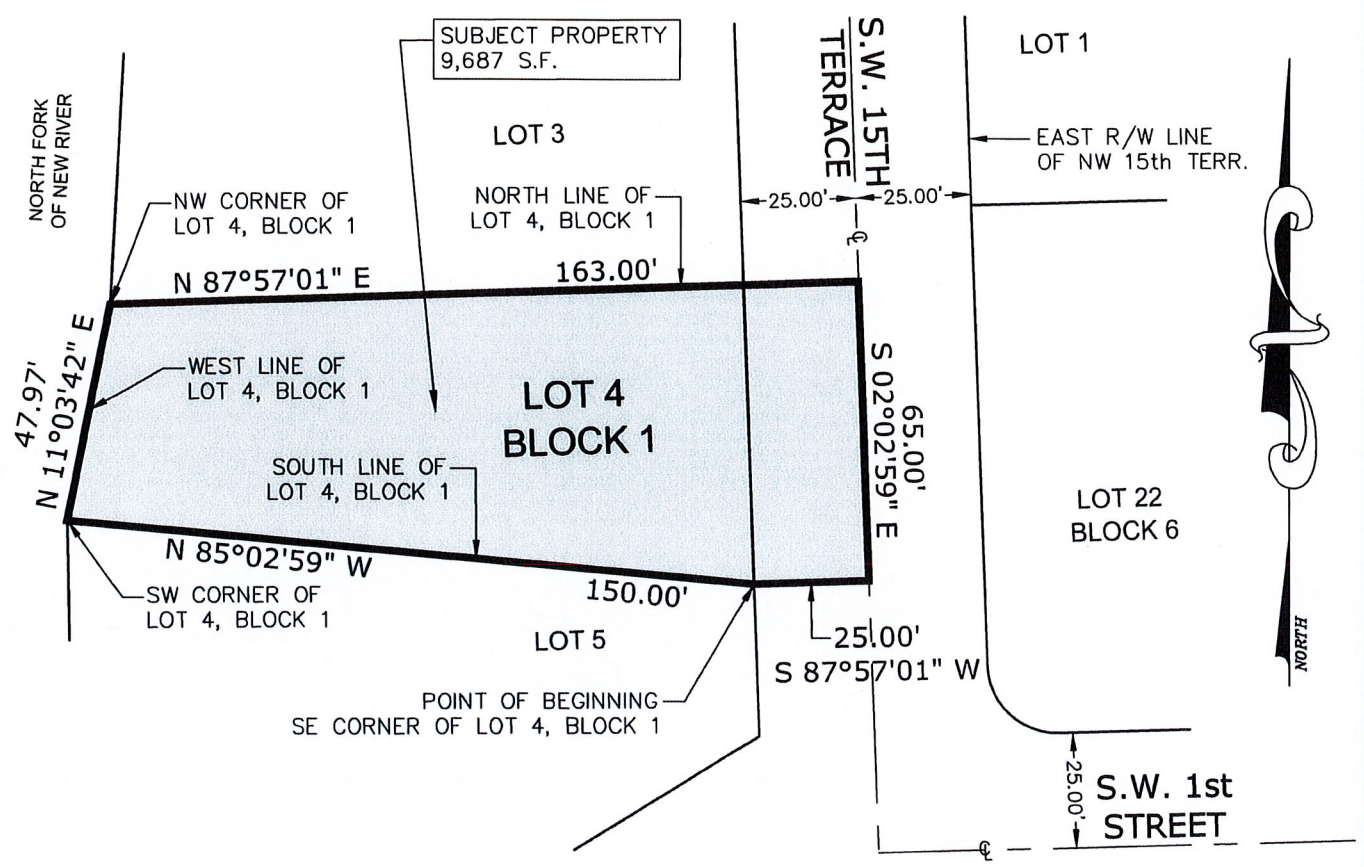 SUBJECT PROPERTY
9,687 S.F.
S.W. 15TH
TERRACE
LOT 1
NORTH FORK
OF NEW RIVER
LOT 3
EAST R/W LINE
OF NW 15th TERR.
NW CORNER OF
LOT 4, BLOCK 1
NORTH LINE OF
LOT 4, BLOCK 1
25.00'
25.00'
℄
N 87°57'01" E
163.00'
47.97'
N 11°03'42" E
WEST LINE OF
LOT 4, BLOCK 1
LOT 4
BLOCK 1
S 02°02'59" E
65.00'
SOUTH LINE OF
LOT 4, BLOCK 1
LOT 22
BLOCK 6
N 85°02'59" W
150.00'
SW CORNER OF
LOT 4, BLOCK 1
LOT 5
25.00'
S 87°57'01" W
NORTH
POINT OF BEGINNING
SE CORNER OF LOT 4, BLOCK 1
25.00'
S.W. 1st
STREET
℄